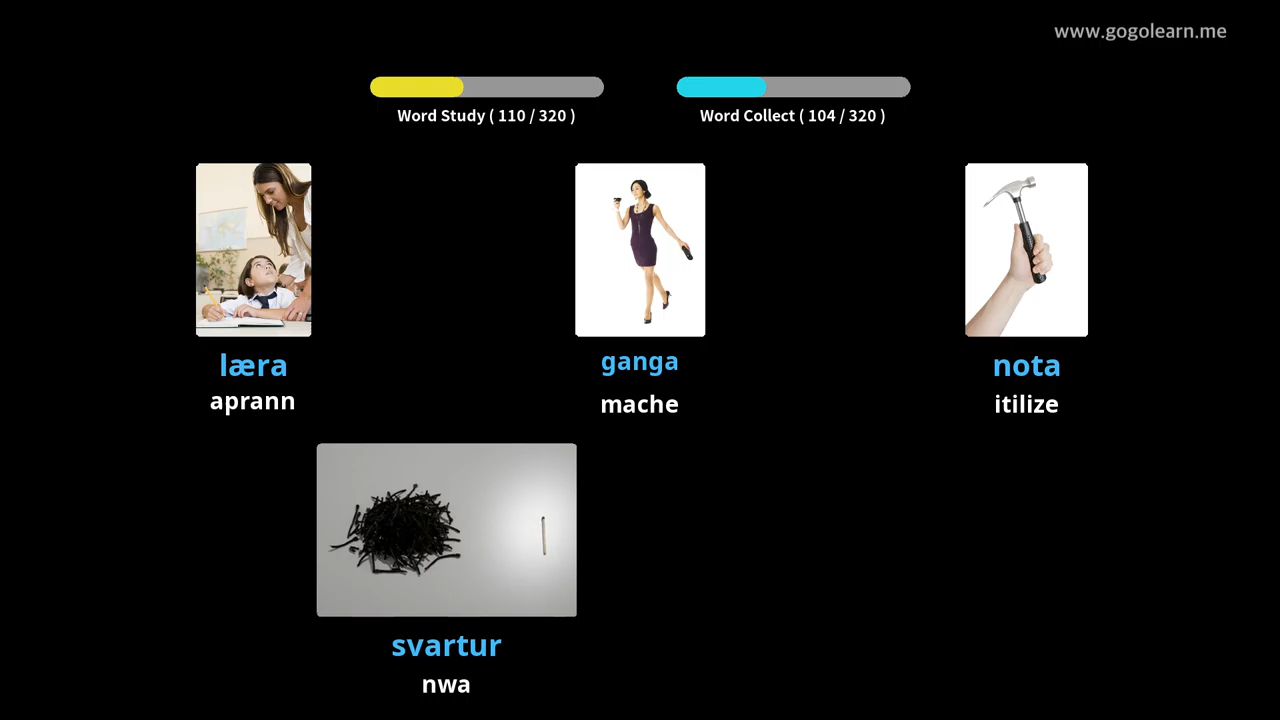 www.gogolearn.me
Word Study ( 110 / 320 )
Word Collect ( 104 / 320 )
læra
aprann
ganga
mache
nota
itilize
svartur
nwa